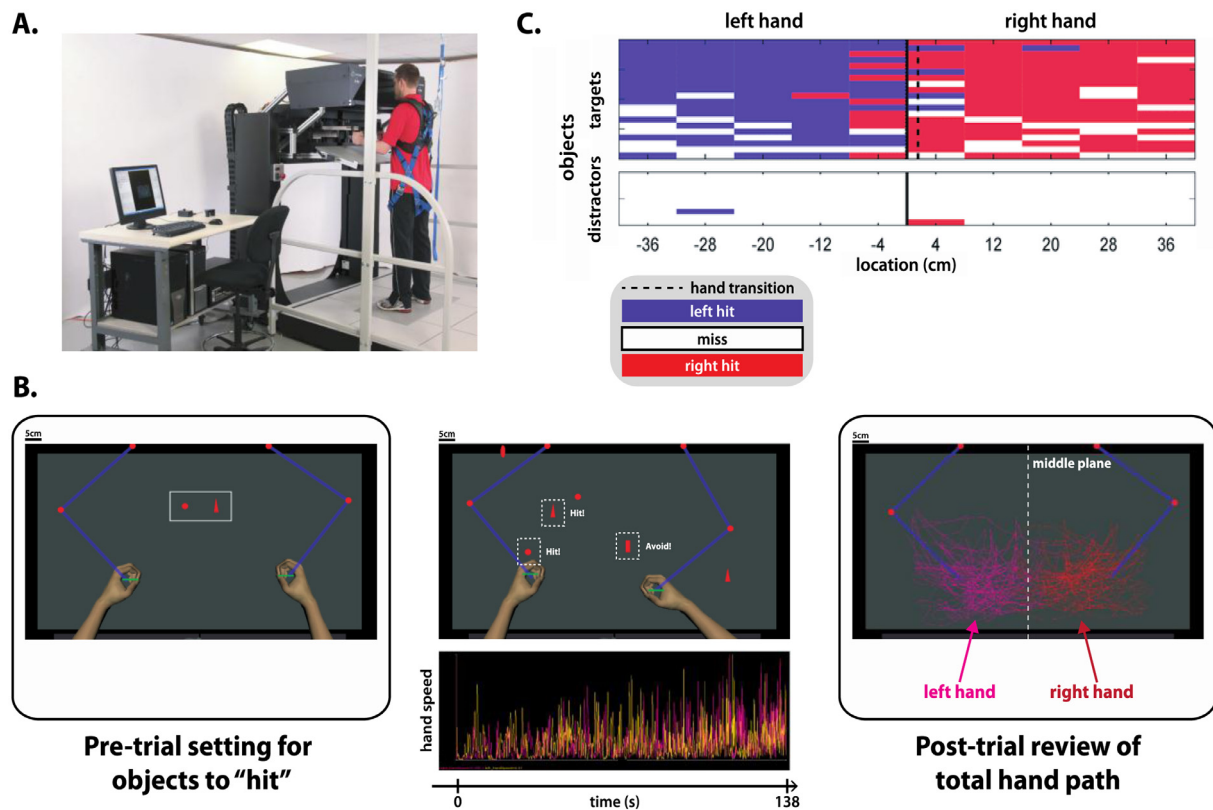 A.
C.
left hand
right hand
objects
targets
distractors
-36 -28 -20 -12 -4 4 12 20 28 36
location (cm)
hand transition
left hit
miss
right hit
B.
5cm
Pre-trial setting for
objects to “hit”
5cm
Hit!
Hit!
Avoid!
hand speed
0
time (s)
138
5cm
middle plane
left hand
right hand
Post-trial review of
total hand path